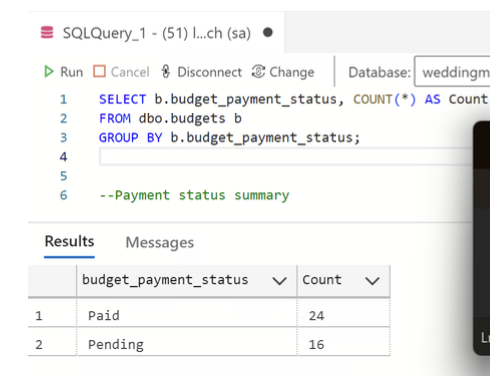 SQLQuery_1 - (51) l...ch (sa)
Run Cancel Disconnect Change Database: weddingm
1 SELECT b.budget_payment_status, COUNT(*) AS Count
2 FROM dbo.budgets b
3 GROUP BY b.budget_payment_status;
4
5
6 --Payment status summary
Results Messages
budget_payment_status Count
1 Paid 24
2 Pending 16